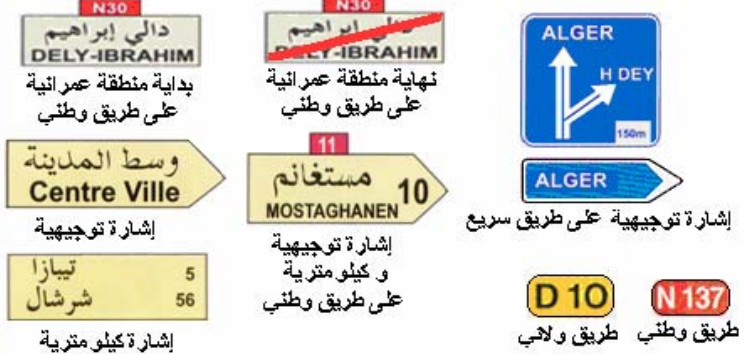 N30
دالي إبراهيم
DELY-IBRAHIM
بداية منطقة عمرانية
على طريق وطني
N30
دالي إبراهيم
DELY-IBRAHIM
نهاية منطقة عمرانية
على طريق وطني
ALGER
H DEY
150m
وسط المدينة
Centre Ville
إشارة توجيهية
11
مستغانم
10
MOSTAGHANEN
إشارة توجيهية
و كيلو مترية
على طريق وطني
ALGER
إشارة توجيهية على طريق سريع
تيبازا 5
شرشال 56
إشارة كيلو مترية
D 10
طريق ولائي
N 137
طريق وطني